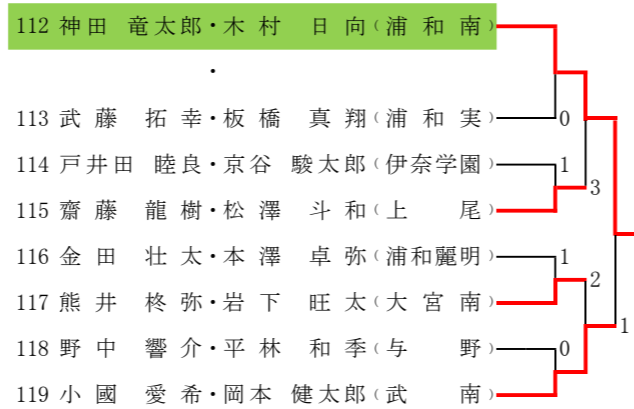 112 神田 竜太郎・木村 日向(浦和南)
・
113 武藤 拓幸・板橋 真翔(浦和実) 0
114 戸井田 睦良・京谷 駿太郎(伊奈学園) 1
3
115 齋藤 龍樹・松澤 斗和(上尾)
116 金田 壮太・本澤 卓弥(浦和麗明) 1
2
117 熊井 柊弥・岩下 旺太(大宮南)
1
118 野中 響介・平林 和季(与野) 0
119 小國 愛希・岡本 健太郎(武南)